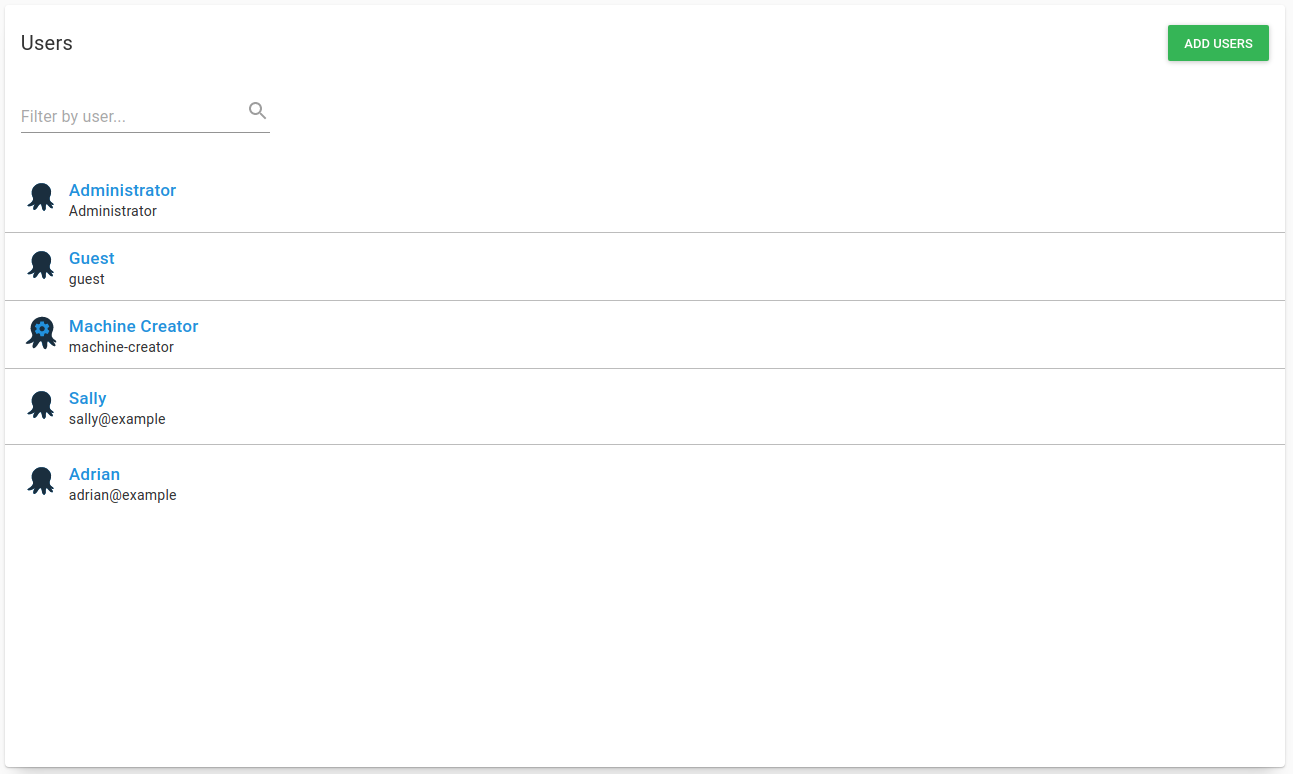 Users
ADD USERS
Filter by user...
Administrator
Administrator
Guest
guest
Machine Creator
machine-creator
Sally
sally@example
Adrian
adrian@example